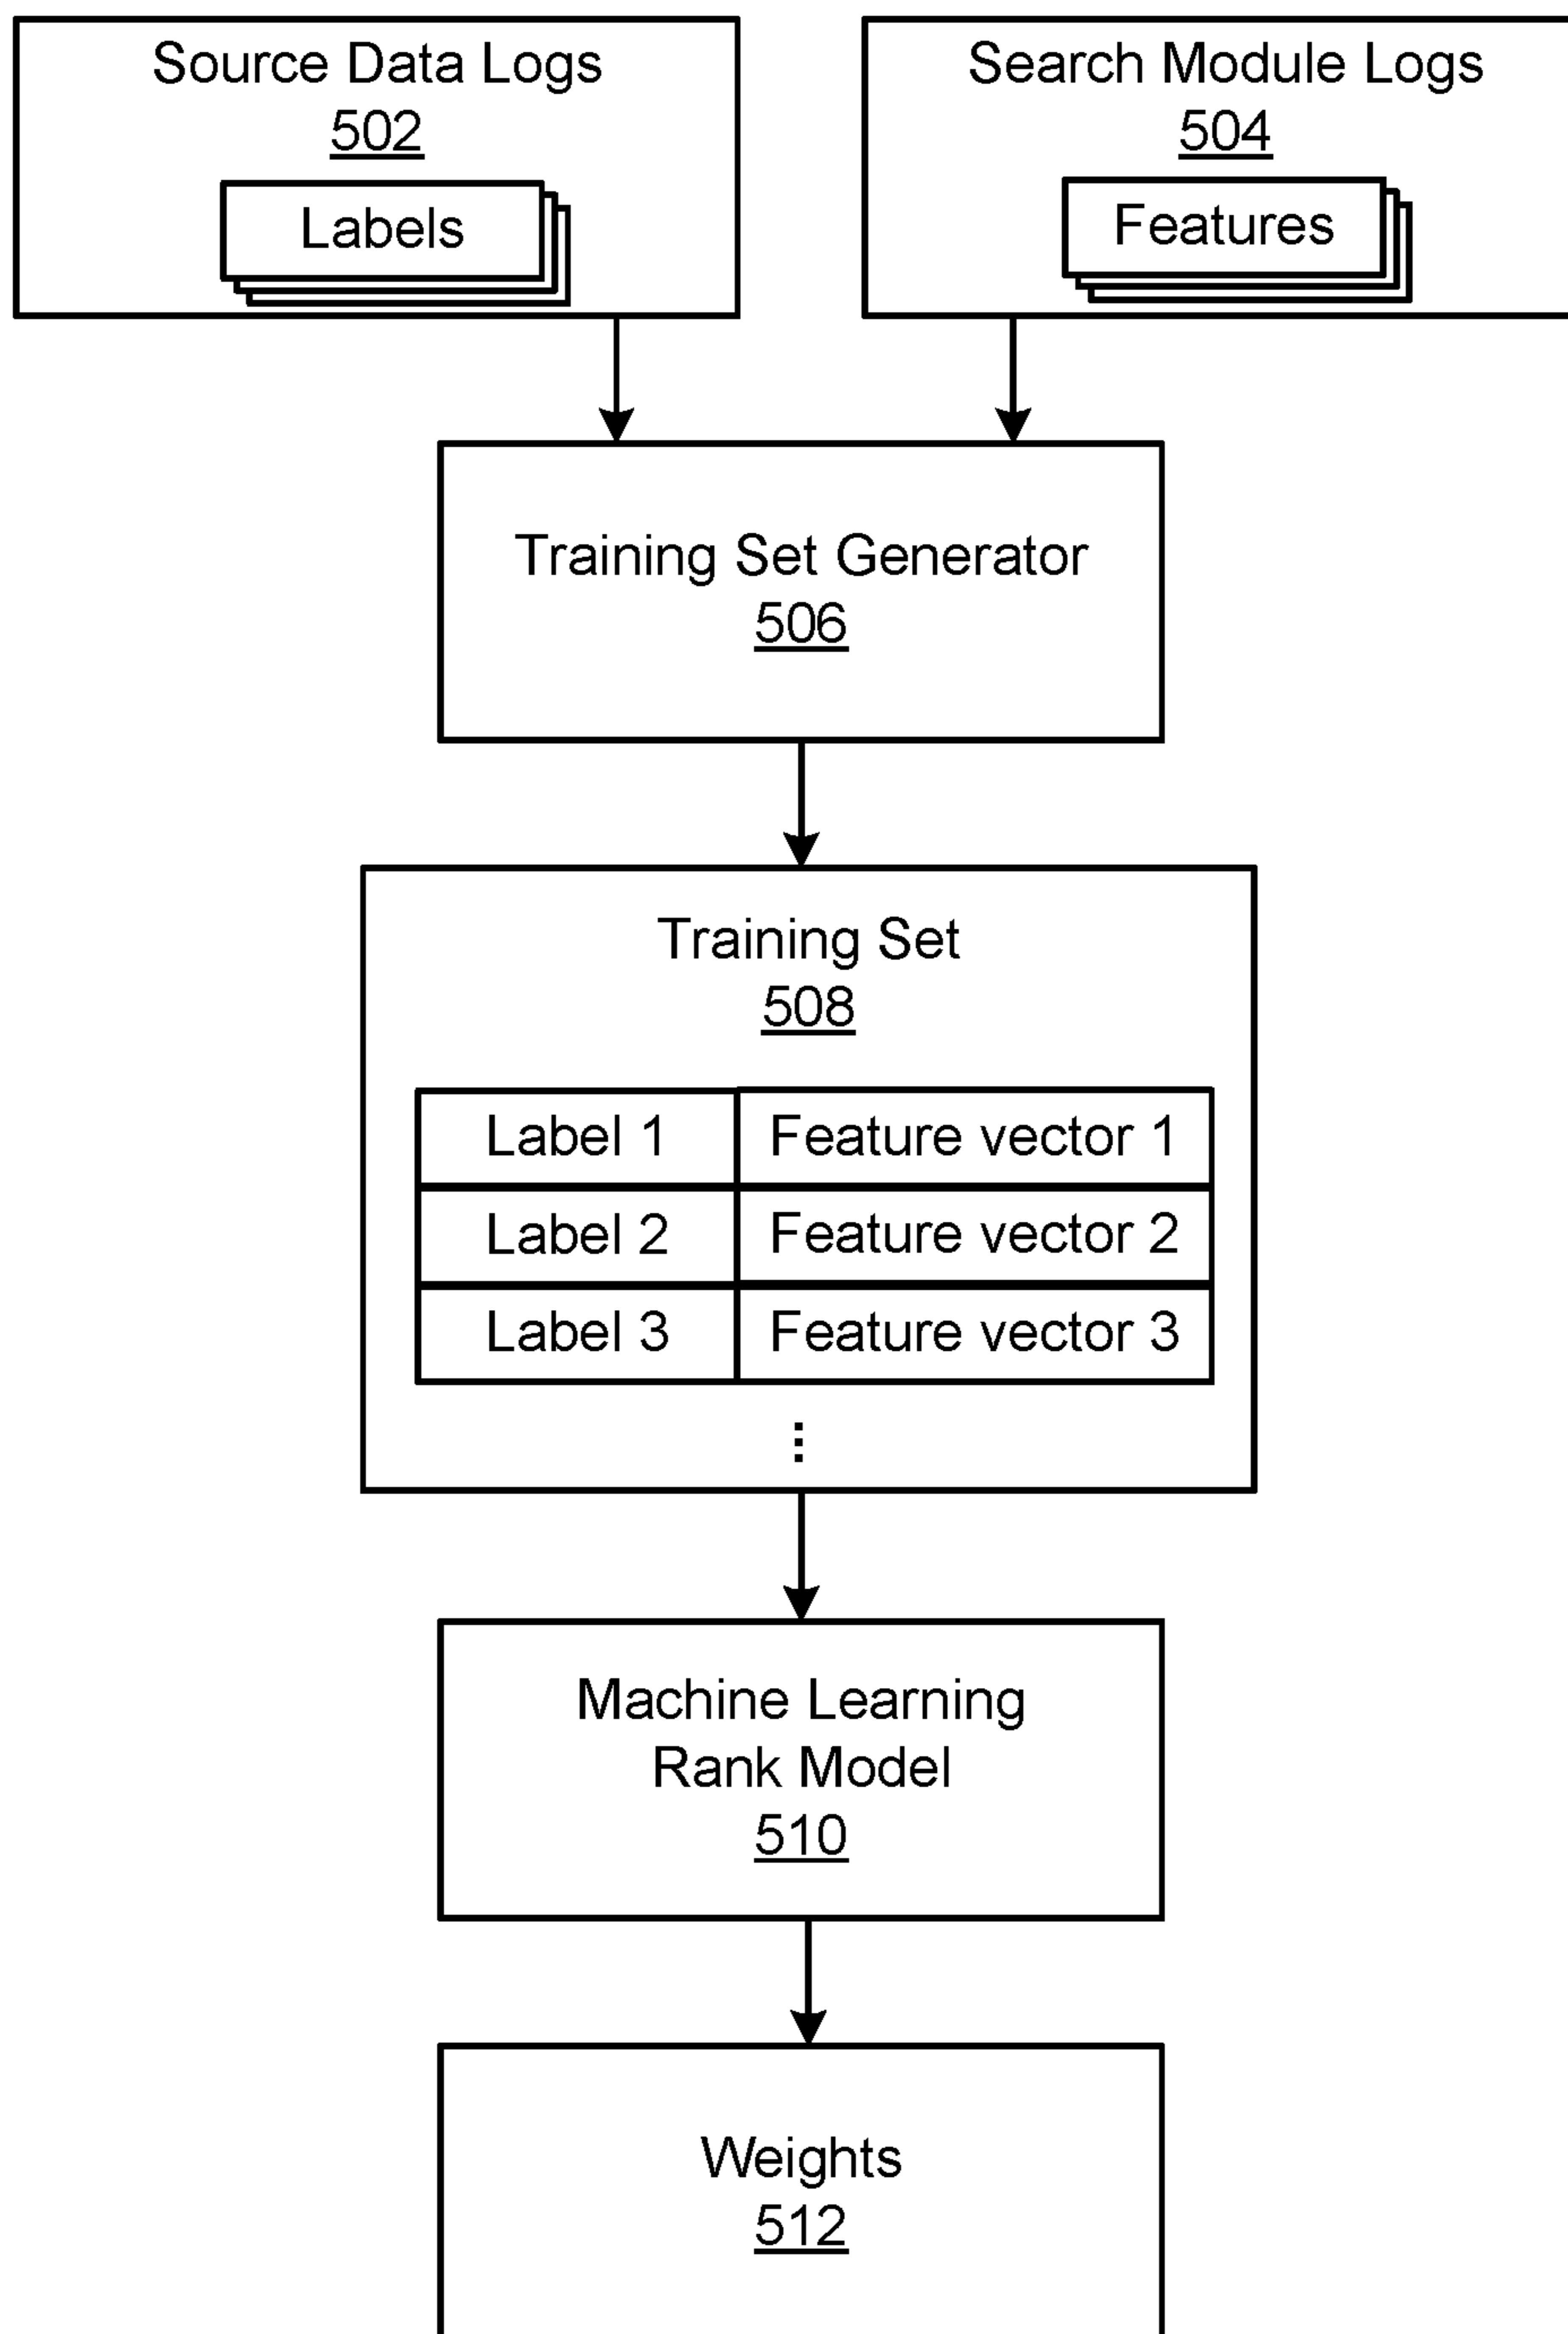 Source Data Logs
502
Labels
Search Module Logs
504
Features
Training Set Generator
506
Training Set
508
Label 1 Feature vector 1
Label 2 Feature vector 2
Label 3 Feature vector 3
⋮
Machine Learning
Rank Model
510
Weights
512